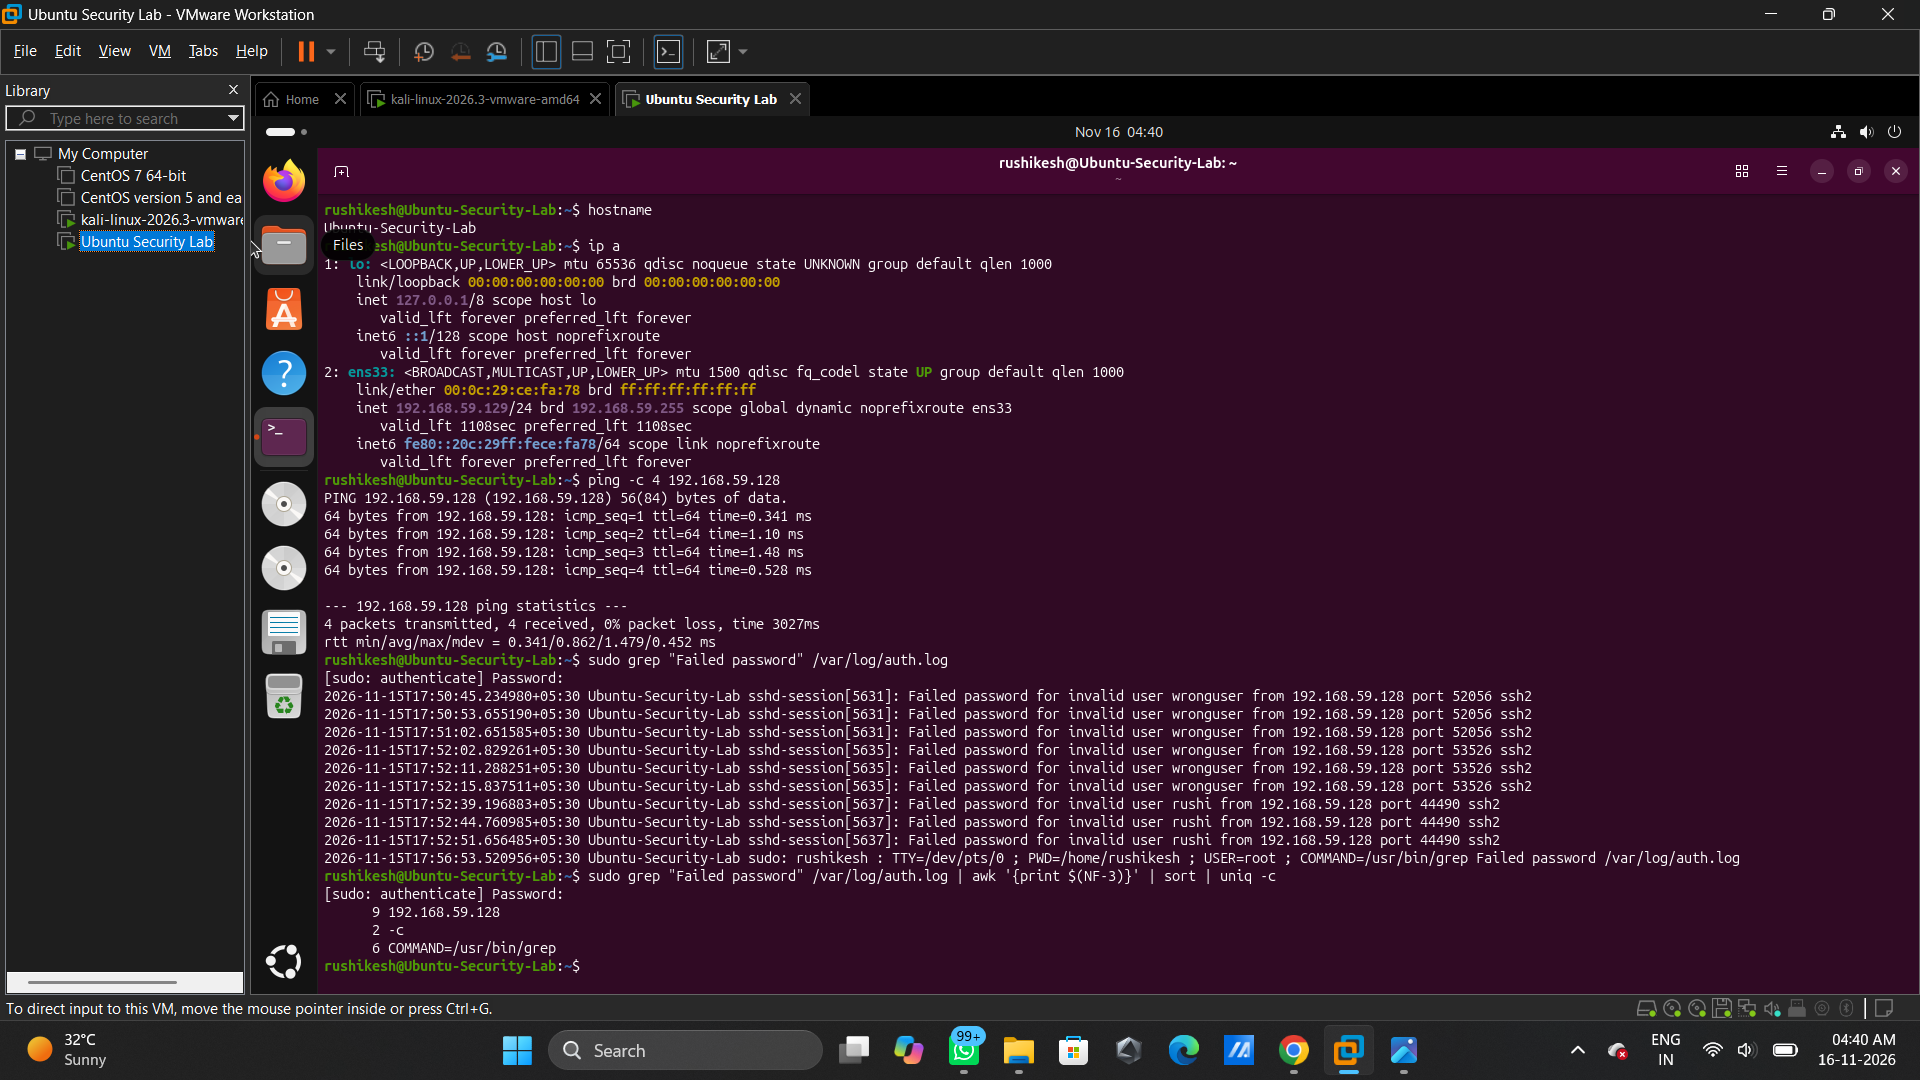 Ubuntu Security Lab - VMware Workstation
File Edit View VM Tabs Help
Library
Type here to search
My Computer
CentOS 7 64-bit
CentOS version 5 and ea
kali-linux-2026.3-vmware
Ubuntu Security Lab
Home
kali-linux-2026.3-vmware-amd64
Ubuntu Security Lab
Nov 16 04:40
rushikesh@Ubuntu-Security-Lab: ~
~
Files
rushikesh@Ubuntu-Security-Lab:~$ hostname
Ubuntu-Security-Lab
esh@Ubuntu-Security-Lab:~$ ip a
1: lo: <LOOPBACK,UP,LOWER_UP> mtu 65536 qdisc noqueue state UNKNOWN group default qlen 1000
link/loopback 00:00:00:00:00:00 brd 00:00:00:00:00:00
inet 127.0.0.1/8 scope host lo
valid_lft forever preferred_lft forever
inet6 ::1/128 scope host noprefixroute
valid_lft forever preferred_lft forever
2: ens33: <BROADCAST,MULTICAST,UP,LOWER_UP> mtu 1500 qdisc fq_codel state UP group default qlen 1000
link/ether 00:0c:29:ce:fa:78 brd ff:ff:ff:ff:ff:ff
inet 192.168.59.129/24 brd 192.168.59.255 scope global dynamic noprefixroute ens33
valid_lft 1108sec preferred_lft 1108sec
inet6 fe80::20c:29ff:fece:fa78/64 scope link noprefixroute
valid_lft forever preferred_lft forever
rushikesh@Ubuntu-Security-Lab:~$ ping -c 4 192.168.59.128
PING 192.168.59.128 (192.168.59.128) 56(84) bytes of data.
64 bytes from 192.168.59.128: icmp_seq=1 ttl=64 time=0.341 ms
64 bytes from 192.168.59.128: icmp_seq=2 ttl=64 time=1.10 ms
64 bytes from 192.168.59.128: icmp_seq=3 ttl=64 time=1.48 ms
64 bytes from 192.168.59.128: icmp_seq=4 ttl=64 time=0.528 ms
--- 192.168.59.128 ping statistics ---
4 packets transmitted, 4 received, 0% packet loss, time 3027ms
rtt min/avg/max/mdev = 0.341/0.862/1.479/0.452 ms
rushikesh@Ubuntu-Security-Lab:~$ sudo grep "Failed password" /var/log/auth.log
[sudo: authenticate] Password:
2026-11-15T17:50:45.234980+05:30 Ubuntu-Security-Lab sshd-session[5631]: Failed password for invalid user wronguser from 192.168.59.128 port 52056 ssh2
2026-11-15T17:50:53.655190+05:30 Ubuntu-Security-Lab sshd-session[5631]: Failed password for invalid user wronguser from 192.168.59.128 port 52056 ssh2
2026-11-15T17:51:02.651585+05:30 Ubuntu-Security-Lab sshd-session[5631]: Failed password for invalid user wronguser from 192.168.59.128 port 52056 ssh2
2026-11-15T17:52:02.829261+05:30 Ubuntu-Security-Lab sshd-session[5635]: Failed password for invalid user wronguser from 192.168.59.128 port 53526 ssh2
2026-11-15T17:52:11.288251+05:30 Ubuntu-Security-Lab sshd-session[5635]: Failed password for invalid user wronguser from 192.168.59.128 port 53526 ssh2
2026-11-15T17:52:15.837511+05:30 Ubuntu-Security-Lab sshd-session[5635]: Failed password for invalid user wronguser from 192.168.59.128 port 53526 ssh2
2026-11-15T17:52:39.196883+05:30 Ubuntu-Security-Lab sshd-session[5637]: Failed password for invalid user rushi from 192.168.59.128 port 44490 ssh2
2026-11-15T17:52:44.760985+05:30 Ubuntu-Security-Lab sshd-session[5637]: Failed password for invalid user rushi from 192.168.59.128 port 44490 ssh2
2026-11-15T17:52:51.656485+05:30 Ubuntu-Security-Lab sshd-session[5637]: Failed password for invalid user rushi from 192.168.59.128 port 44490 ssh2
2026-11-15T17:56:53.520956+05:30 Ubuntu-Security-Lab sudo: rushikesh : TTY=/dev/pts/0 ; PWD=/home/rushikesh ; USER=root ; COMMAND=/usr/bin/grep Failed password /var/log/auth.log
rushikesh@Ubuntu-Security-Lab:~$ sudo grep "Failed password" /var/log/auth.log | awk '{print $(NF-3)}' | sort | uniq -c
[sudo: authenticate] Password:
9 192.168.59.128
2 -c
6 COMMAND=/usr/bin/grep
rushikesh@Ubuntu-Security-Lab:~$
To direct input to this VM, move the mouse pointer inside or press Ctrl+G.
32°C
Sunny
Search
99+
ENG
IN
04:40 AM
16-11-2026